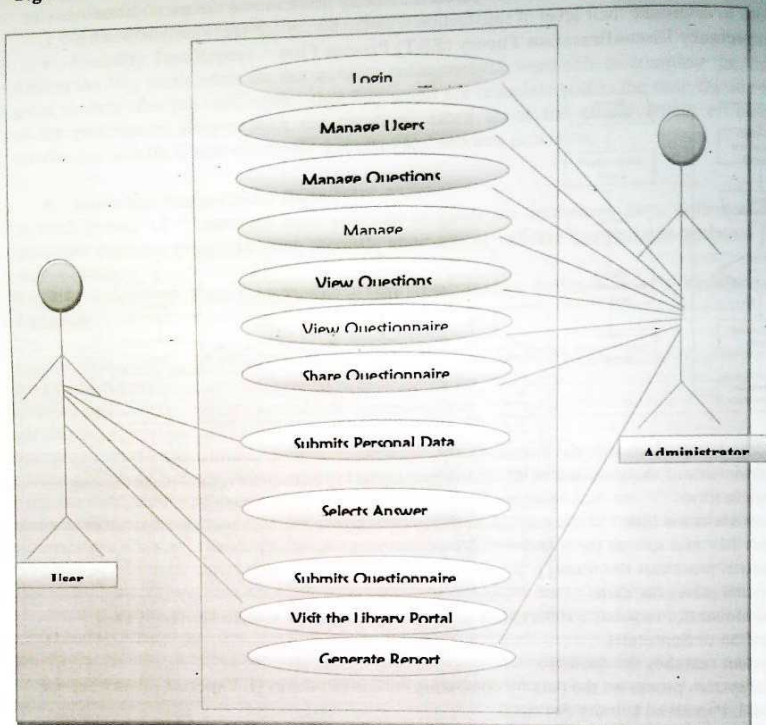 Login
Manage Users
Manage Questions
Manage
View Questions
View Questionnaire
Share Questionnaire
Submits Personal Data
Administrator
Selects Answer
User
Submits Questionnaire
Visit the Library Portal
Generate Report